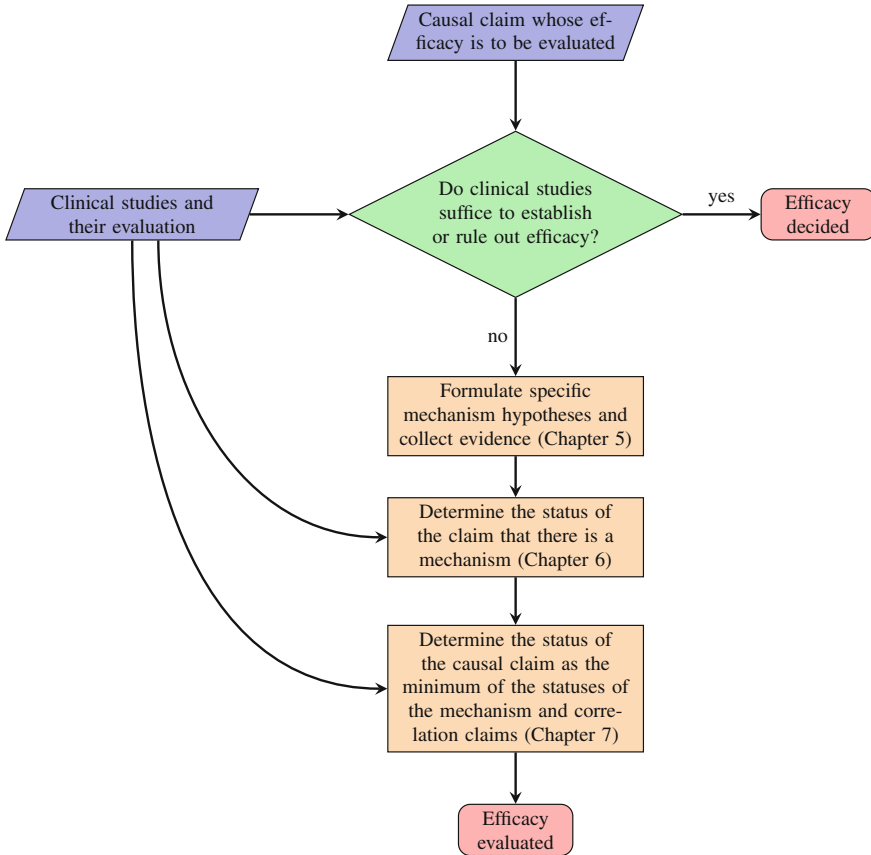 Causal claim whose ef-
ficacy is to be evaluated
Clinical studies and
their evaluation
Do clinical studies
suffice to establish
or rule out efficacy?
yes
Efficacy
decided
no
Formulate specific
mechanism hypotheses and
collect evidence (Chapter 5)
Determine the status of
the claim that there is a
mechanism (Chapter 6)
Determine the status of
the causal claim as the
minimum of the statuses of
the mechanism and corre-
lation claims (Chapter 7)
Efficacy
evaluated